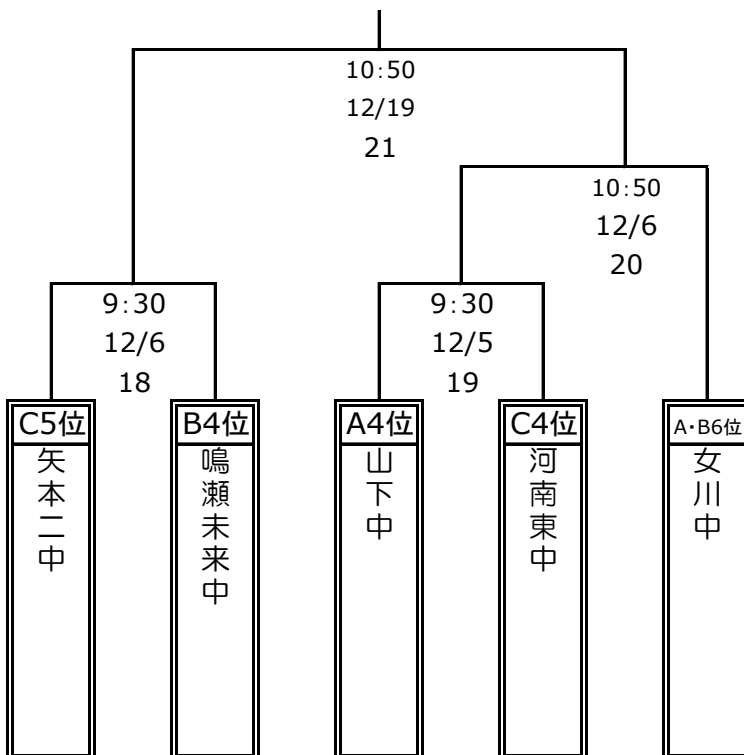 10:50
12/19
21
10:50
12/6
20
9:30
12/6
18
9:30
12/5
19
C5位
矢本二中
B4位
鳴瀬未来中
A4位
山下中
C4位
河南東中
A・B6位
女川中